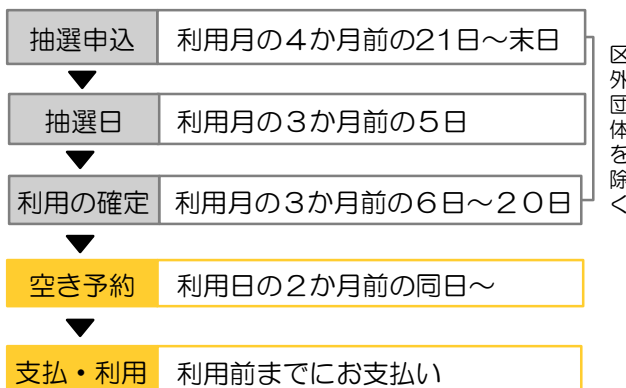 抽選申込 利用月の４か月前の21日～末日
抽選日 利用月の３か月前の５日
利用の確定 利用月の３か月前の６日～２０日
区外団体を除く
空き予約 利用日の２か月前の同日～
支払・利用 利用前までにお支払い